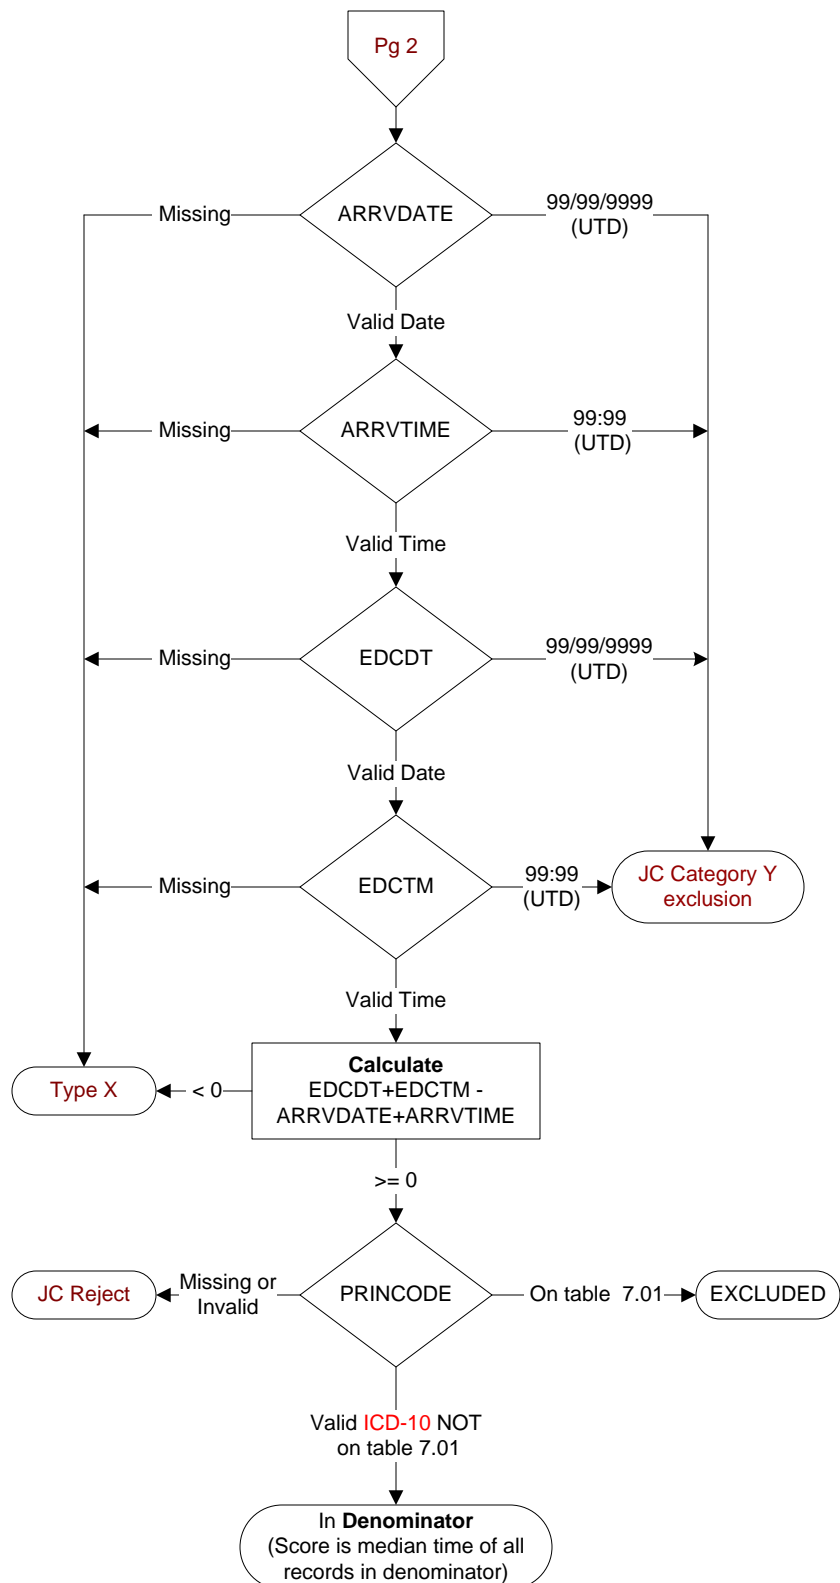 Pg 2
ARRVDATE
Missing
99/99/9999
(UTD)
Valid Date
ARRVTIME
Missing
99:99
(UTD)
Valid Time
EDCDT
Missing
99/99/9999
(UTD)
Valid Date
EDCTM
Missing
99:99
(UTD)
JC Category Y
exclusion
Valid Time
Calculate
EDCDT+EDCTM -
ARRVDATE+ARRVTIME
< 0
Type X
>= 0
PRINCODE
Missing or
Invalid
JC Reject
On table 7.01
EXCLUDED
Valid ICD-10 NOT
on table 7.01
In Denominator
(Score is median time of all
records in denominator)